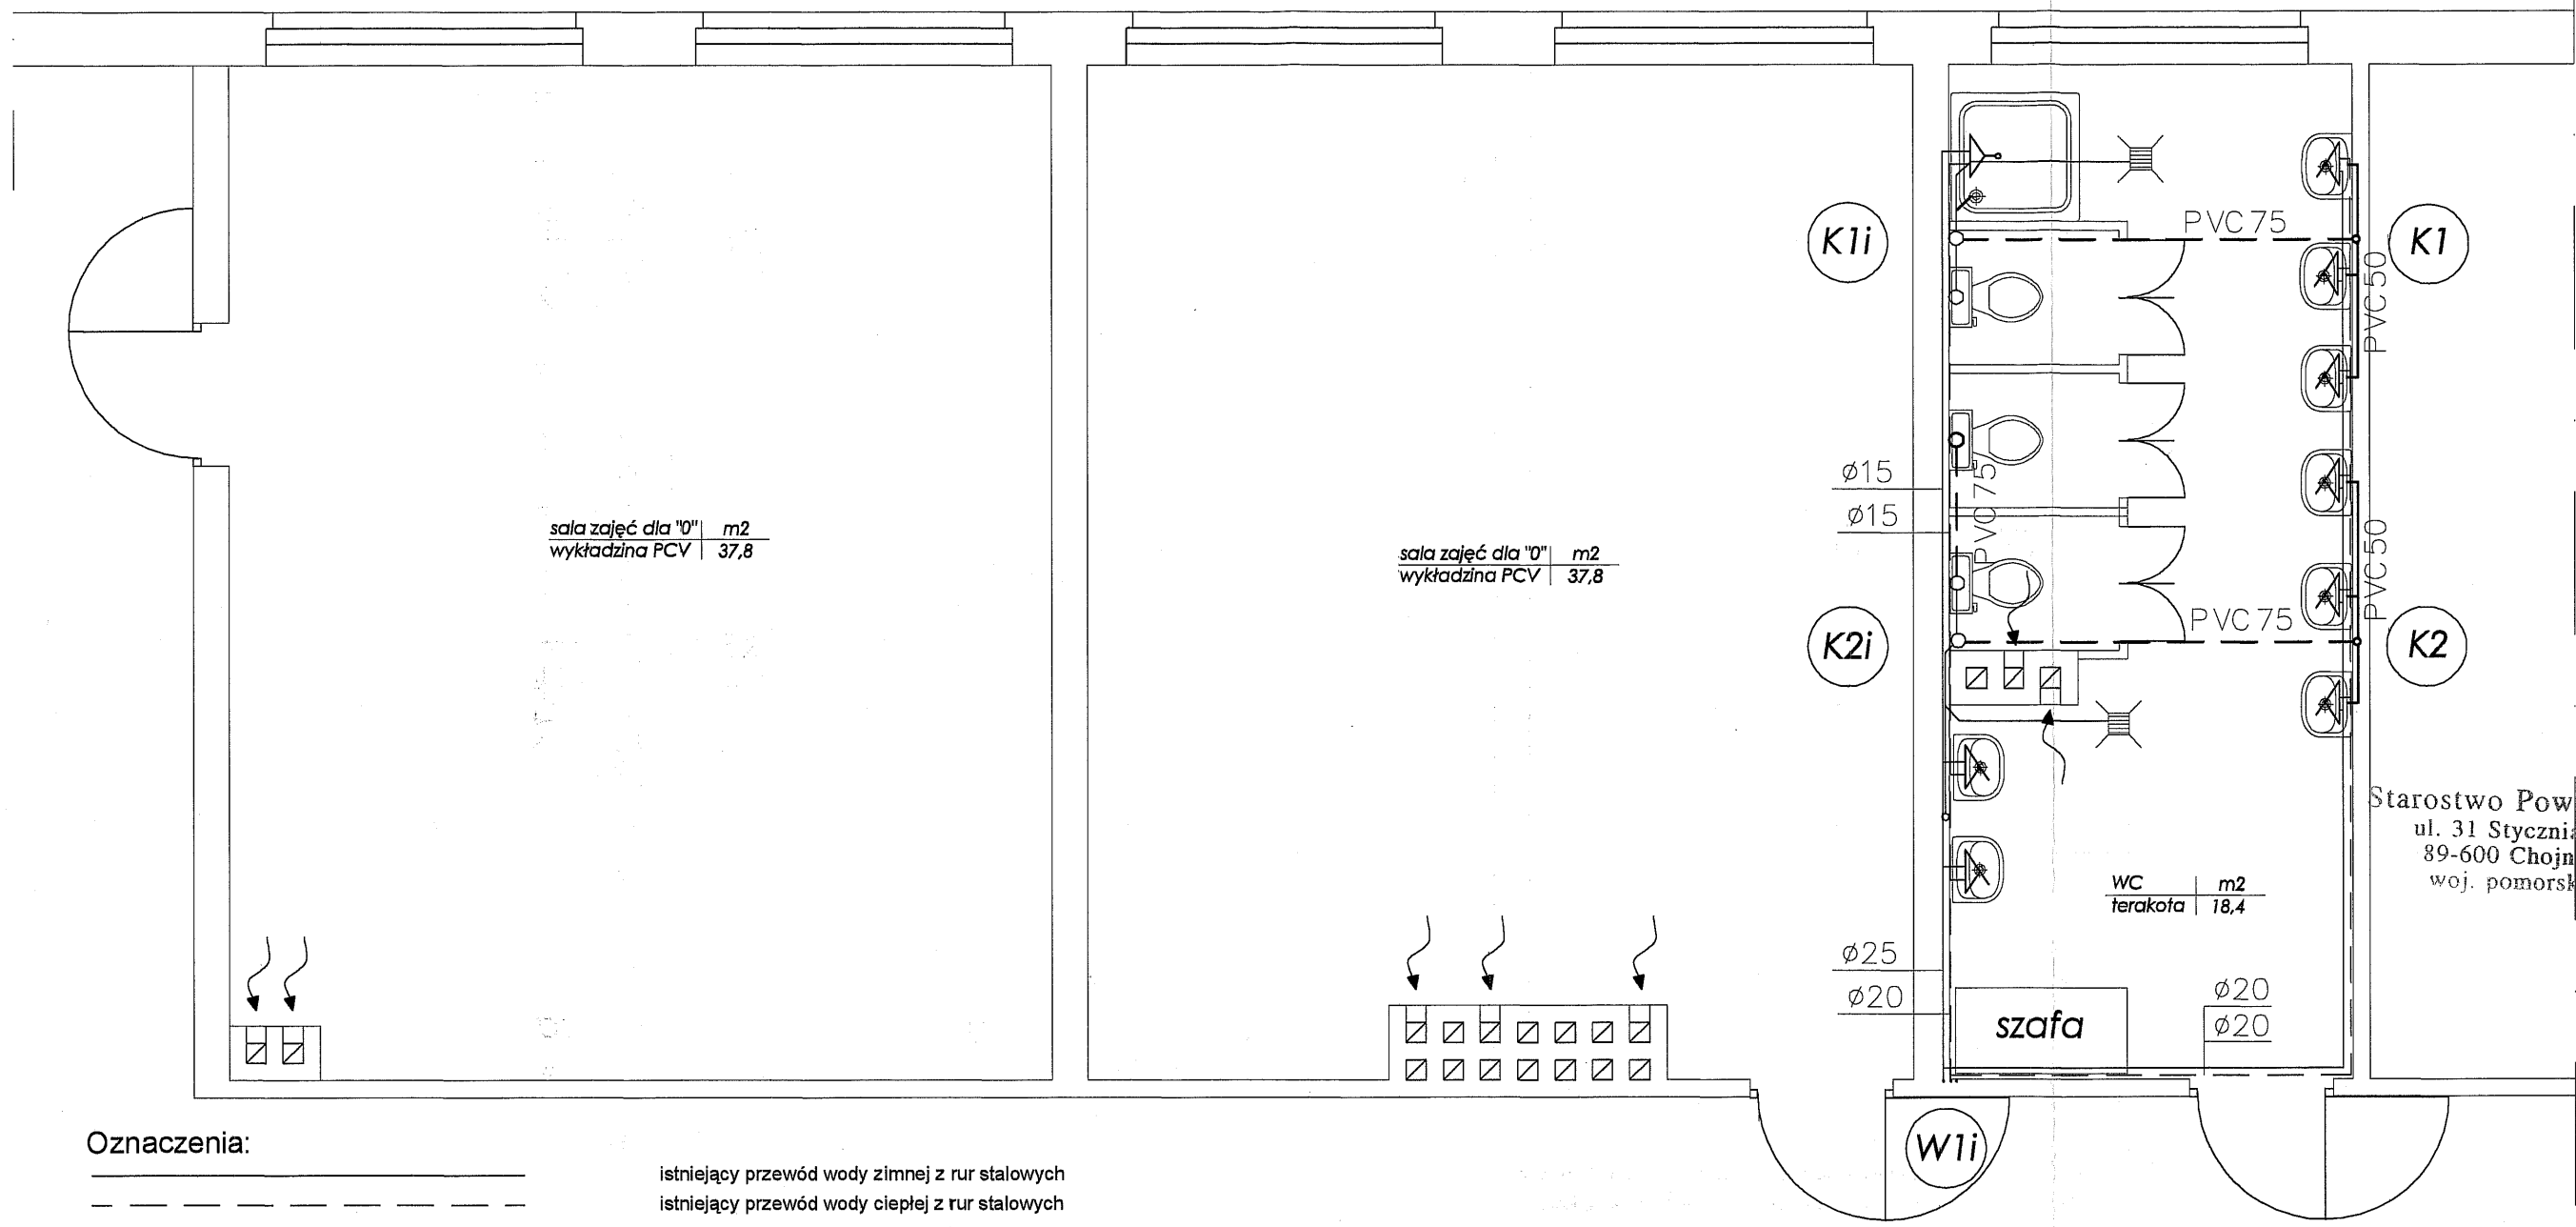 PVC75
K1i
K1
PVC50
ø15
ø15
PVC75
sala zajęć dla "0" m2
wykładzina PCV 37,8
sala zajęć dla "0" m2
wykładzina PCV 37,8
PVC50
PVC75
K2i
K2
Starostwo Pow
ul. 31 Styczni
89-600 Chojn
woj. pomorsk
WC m2
terakota 18,4
ø25
ø20
szafa
ø20
ø20
W1i
Oznaczenia:
istniejący przewód wody zimnej z rur stalowych
istniejący przewód wody ciepłej z rur stalowych